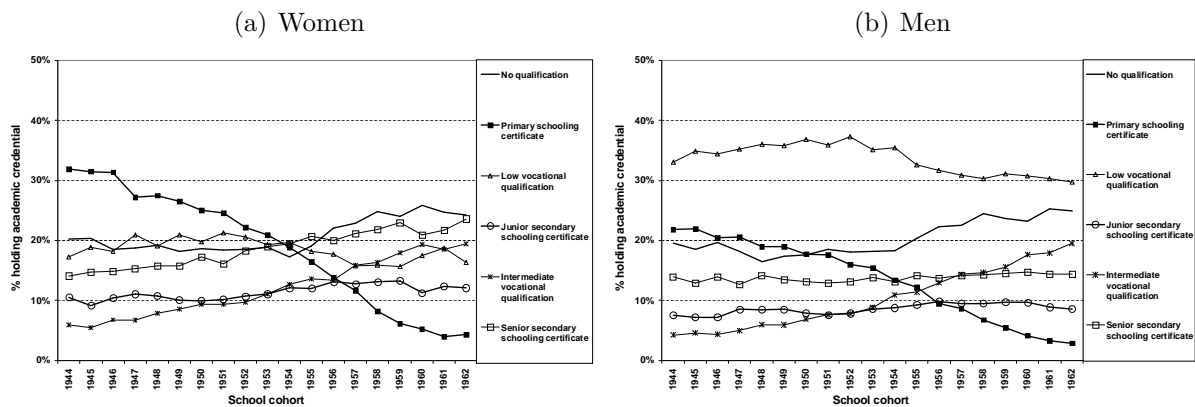 (a) Women
50%
40%
30%
20%
10%
0%
% holding academic credential
1944
1945
1946
1947
1948
1949
1950
1951
1952
1953
1954
1955
1956
1957
1958
1959
1960
1961
1962
School cohort
No qualification
Primary schooling
certificate
Low vocational
qualification
Junior secondary
schooling certificate
Intermediate
vocational
qualification
Senior secondary
schooling certificate
(b) Men
50%
40%
30%
20%
10%
0%
% holding academic credential
1944
1945
1946
1947
1948
1949
1950
1951
1952
1953
1954
1955
1956
1957
1958
1959
1960
1961
1962
School cohort
No qualification
Primary schooling
certificate
Low vocational
qualification
Junior secondary
schooling certificate
Intermediate
vocational
qualification
Senior secondary
schooling certificate